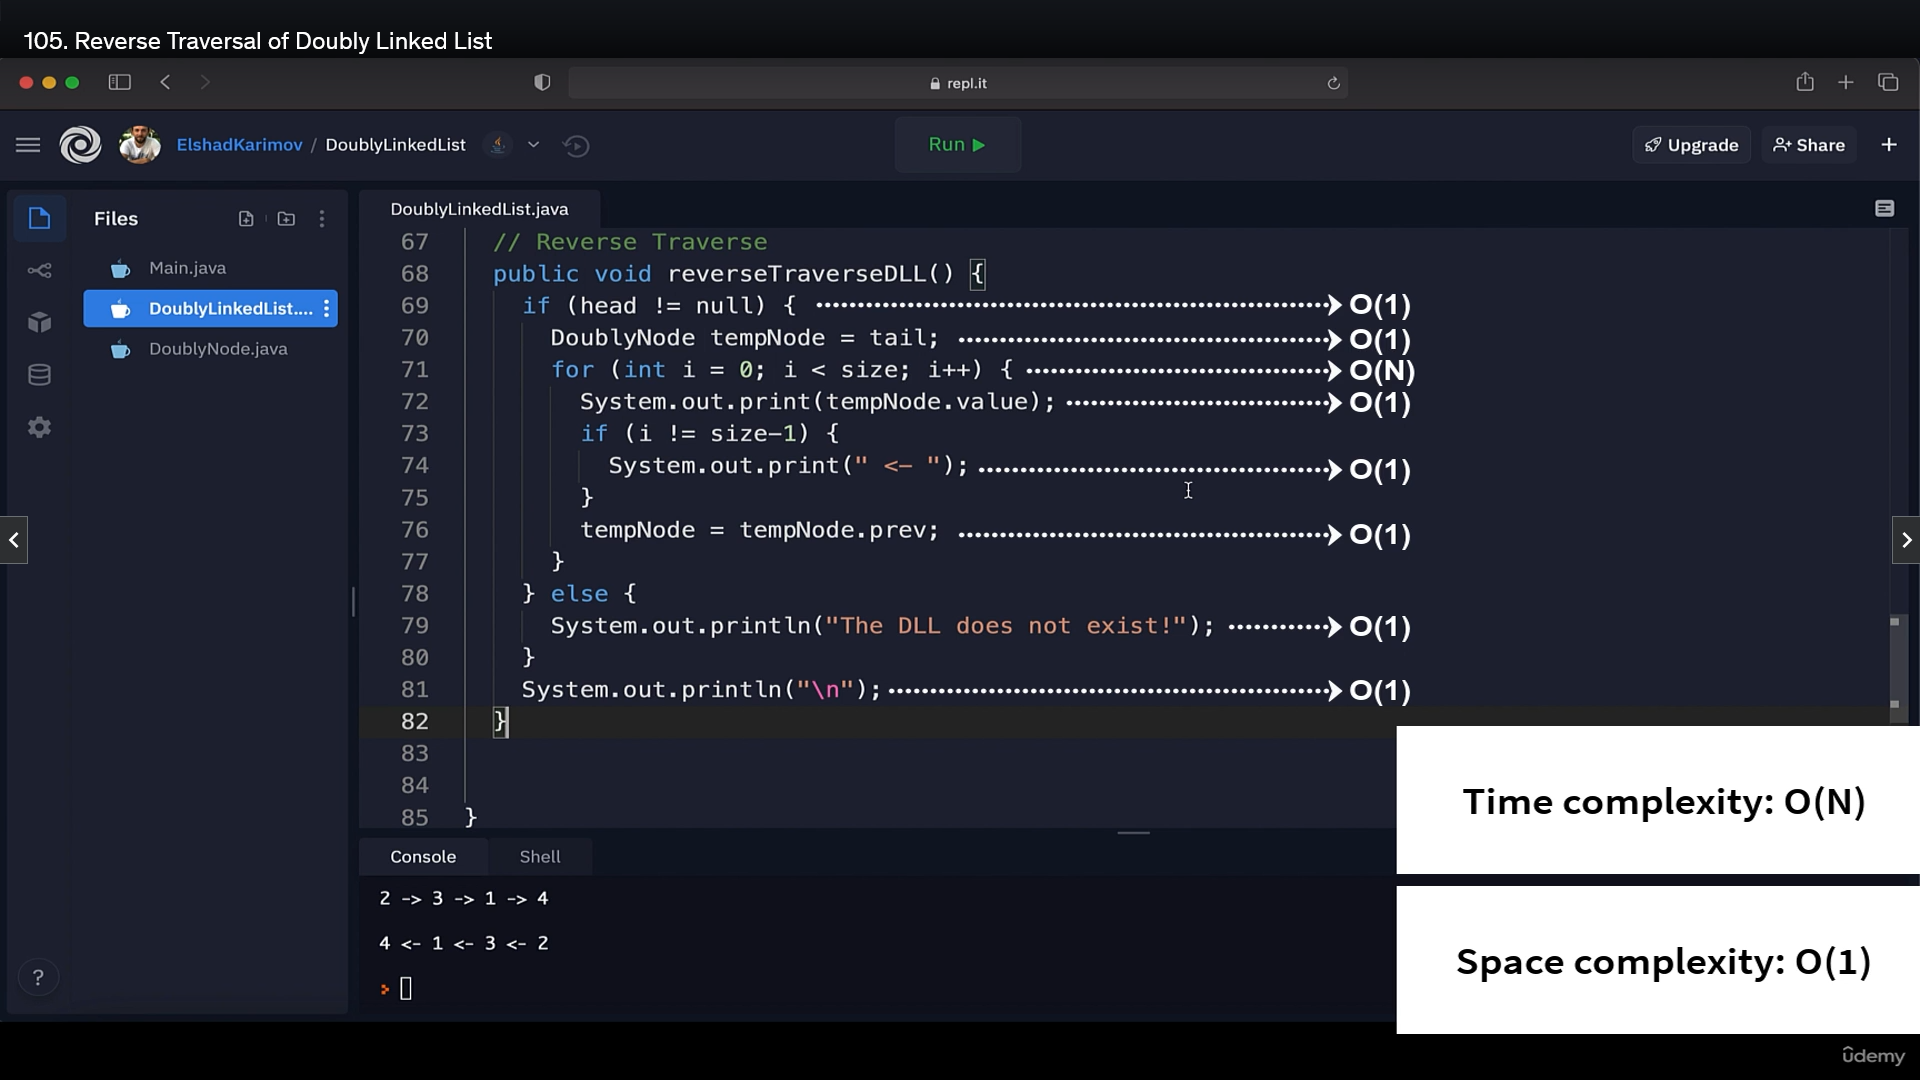 105. Reverse Traversal of Doubly Linked List
repl.it
ElshadKarimov / DoublyLinkedList
Run
Upgrade
Share
Files
Main.java
DoublyLinkedList....
DoublyNode.java
DoublyLinkedList.java
67 // Reverse Traverse
68 public void reverseTraverseDLL() {
69 if (head != null) { O(1)
70 DoublyNode tempNode = tail; O(1)
71 for (int i = 0; i < size; i++) { O(N)
72 System.out.print(tempNode.value); O(1)
73 if (i != size-1) {
74 System.out.print(" <- "); O(1)
75 }
76 tempNode = tempNode.prev; O(1)
77 }
78 } else {
79 System.out.println("The DLL does not exist!"); O(1)
80 }
81 System.out.println("\n"); O(1)
82 }
83
84
85 }
Time complexity: O(N)
Space complexity: O(1)
Console Shell
2 -> 3 -> 1 -> 4
4 <- 1 <- 3 <- 2
?
ûdemy